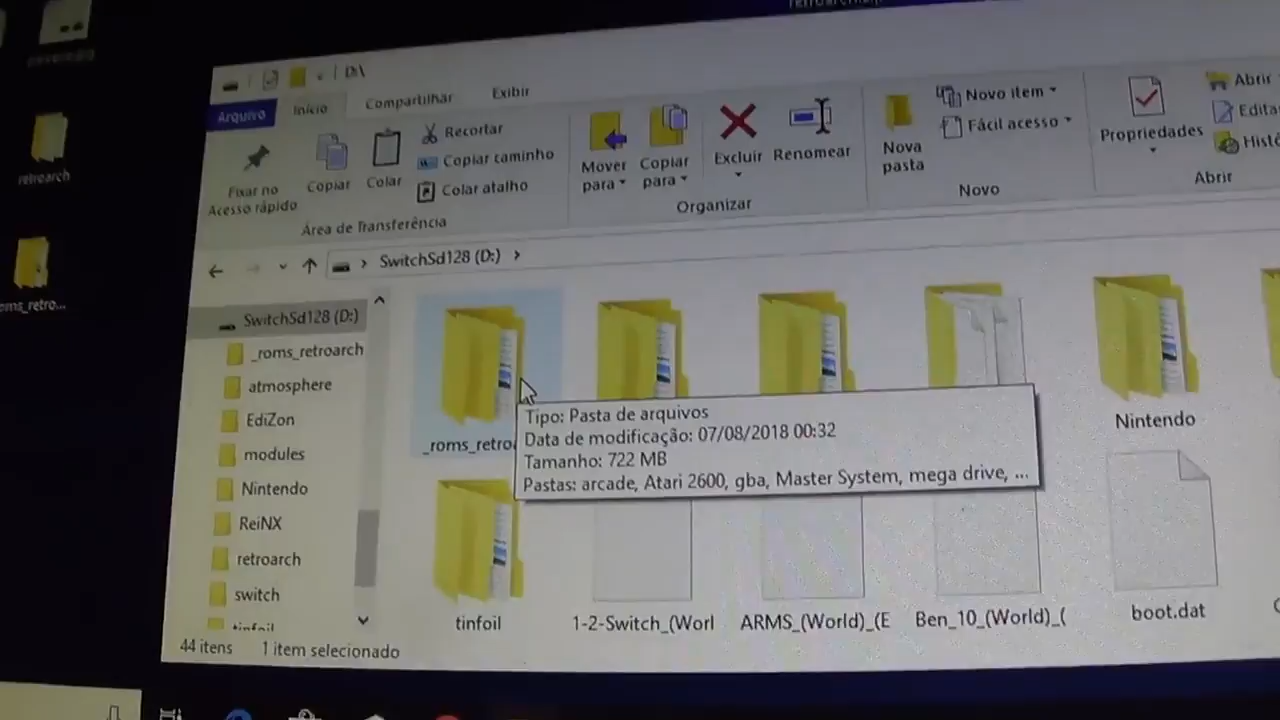 D:\
Arquivo
Início
Compartilhar
Exibir
Fixar no
Acesso rápido
Copiar
Colar
Recortar
Copiar caminho
Colar atalho
Área de Transferência
Mover
para
Copiar
para
Excluir
Renomear
Organizar
Nova
pasta
Novo item
Fácil acesso
Novo
Propriedades
Abrir
Edita
Histó
Abrir
retroarch
oms_retro...
SwitchSd128 (D:)
SwitchSd128 (D:)
_roms_retroarch
atmosphere
EdiZon
modules
Nintendo
ReiNX
retroarch
switch
tinfoil
_roms_retroa
Nintendo
Tipo: Pasta de arquivos
Data de modificação: 07/08/2018 00:32
Tamanho: 722 MB
Pastas: arcade, Atari 2600, gba, Master System, mega drive, ...
tinfoil
1-2-Switch_(Worl
ARMS_(World)_(E
Ben_10_(World)_(
boot.dat
44 itens
1 item selecionado